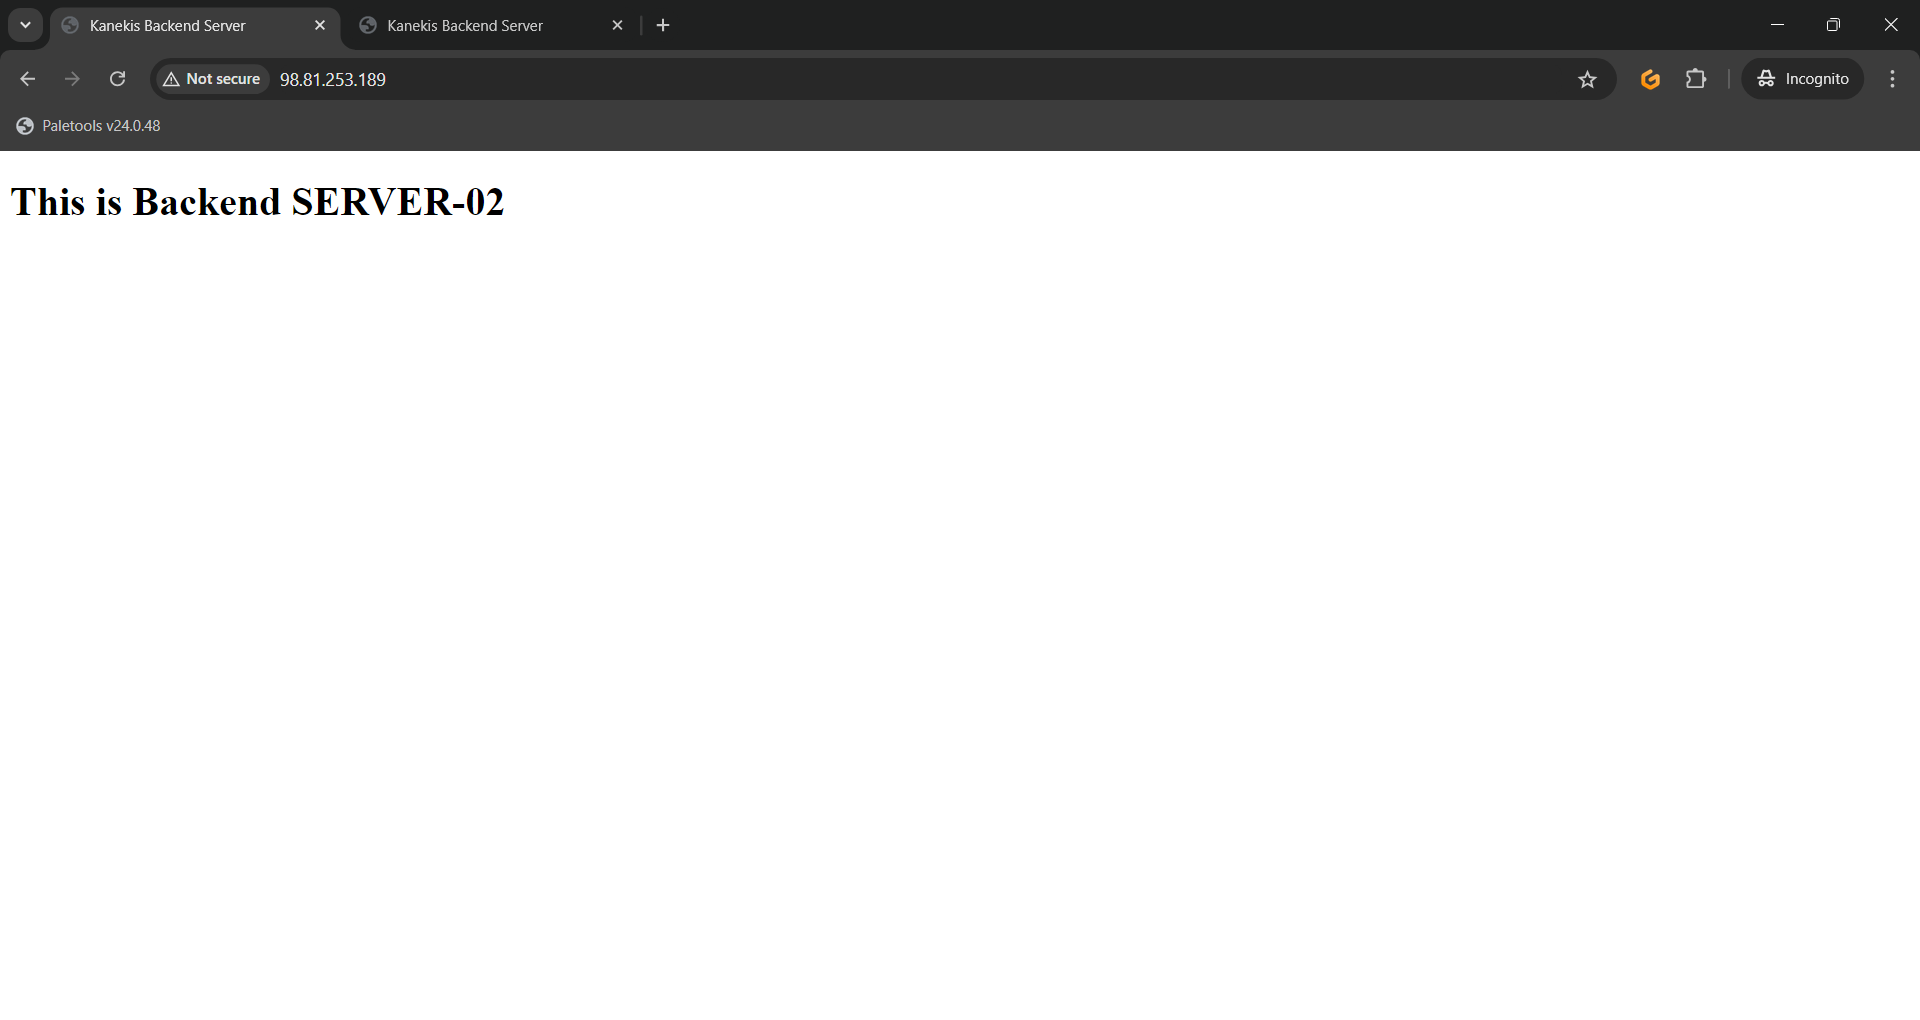 Kanekis Backend Server
Kanekis Backend Server
Not secure
98.81.253.189
Incognito
Paletools v24.0.48
This is Backend SERVER-02